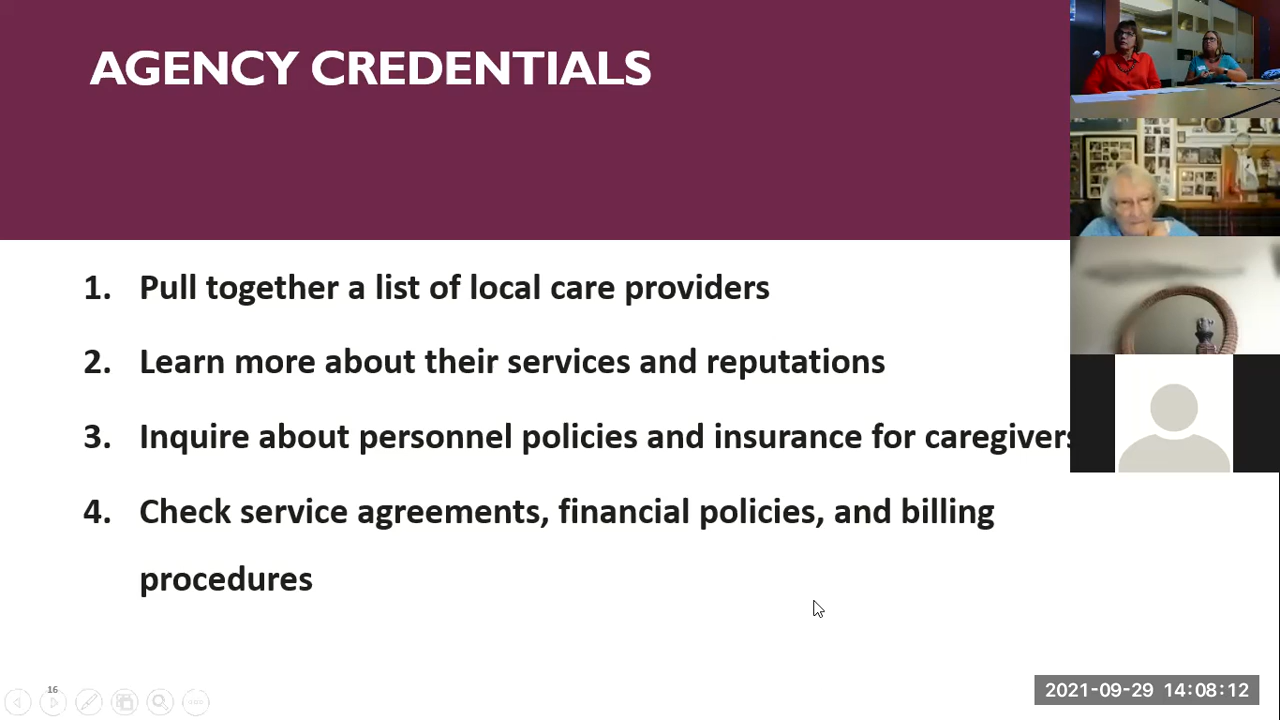 AGENCY CREDENTIALS
1. Pull together a list of local care providers
2. Learn more about their services and reputations
3. Inquire about personnel policies and insurance for caregivers
4. Check service agreements, financial policies, and billing
procedures
16
2021-09-29 14:08:12